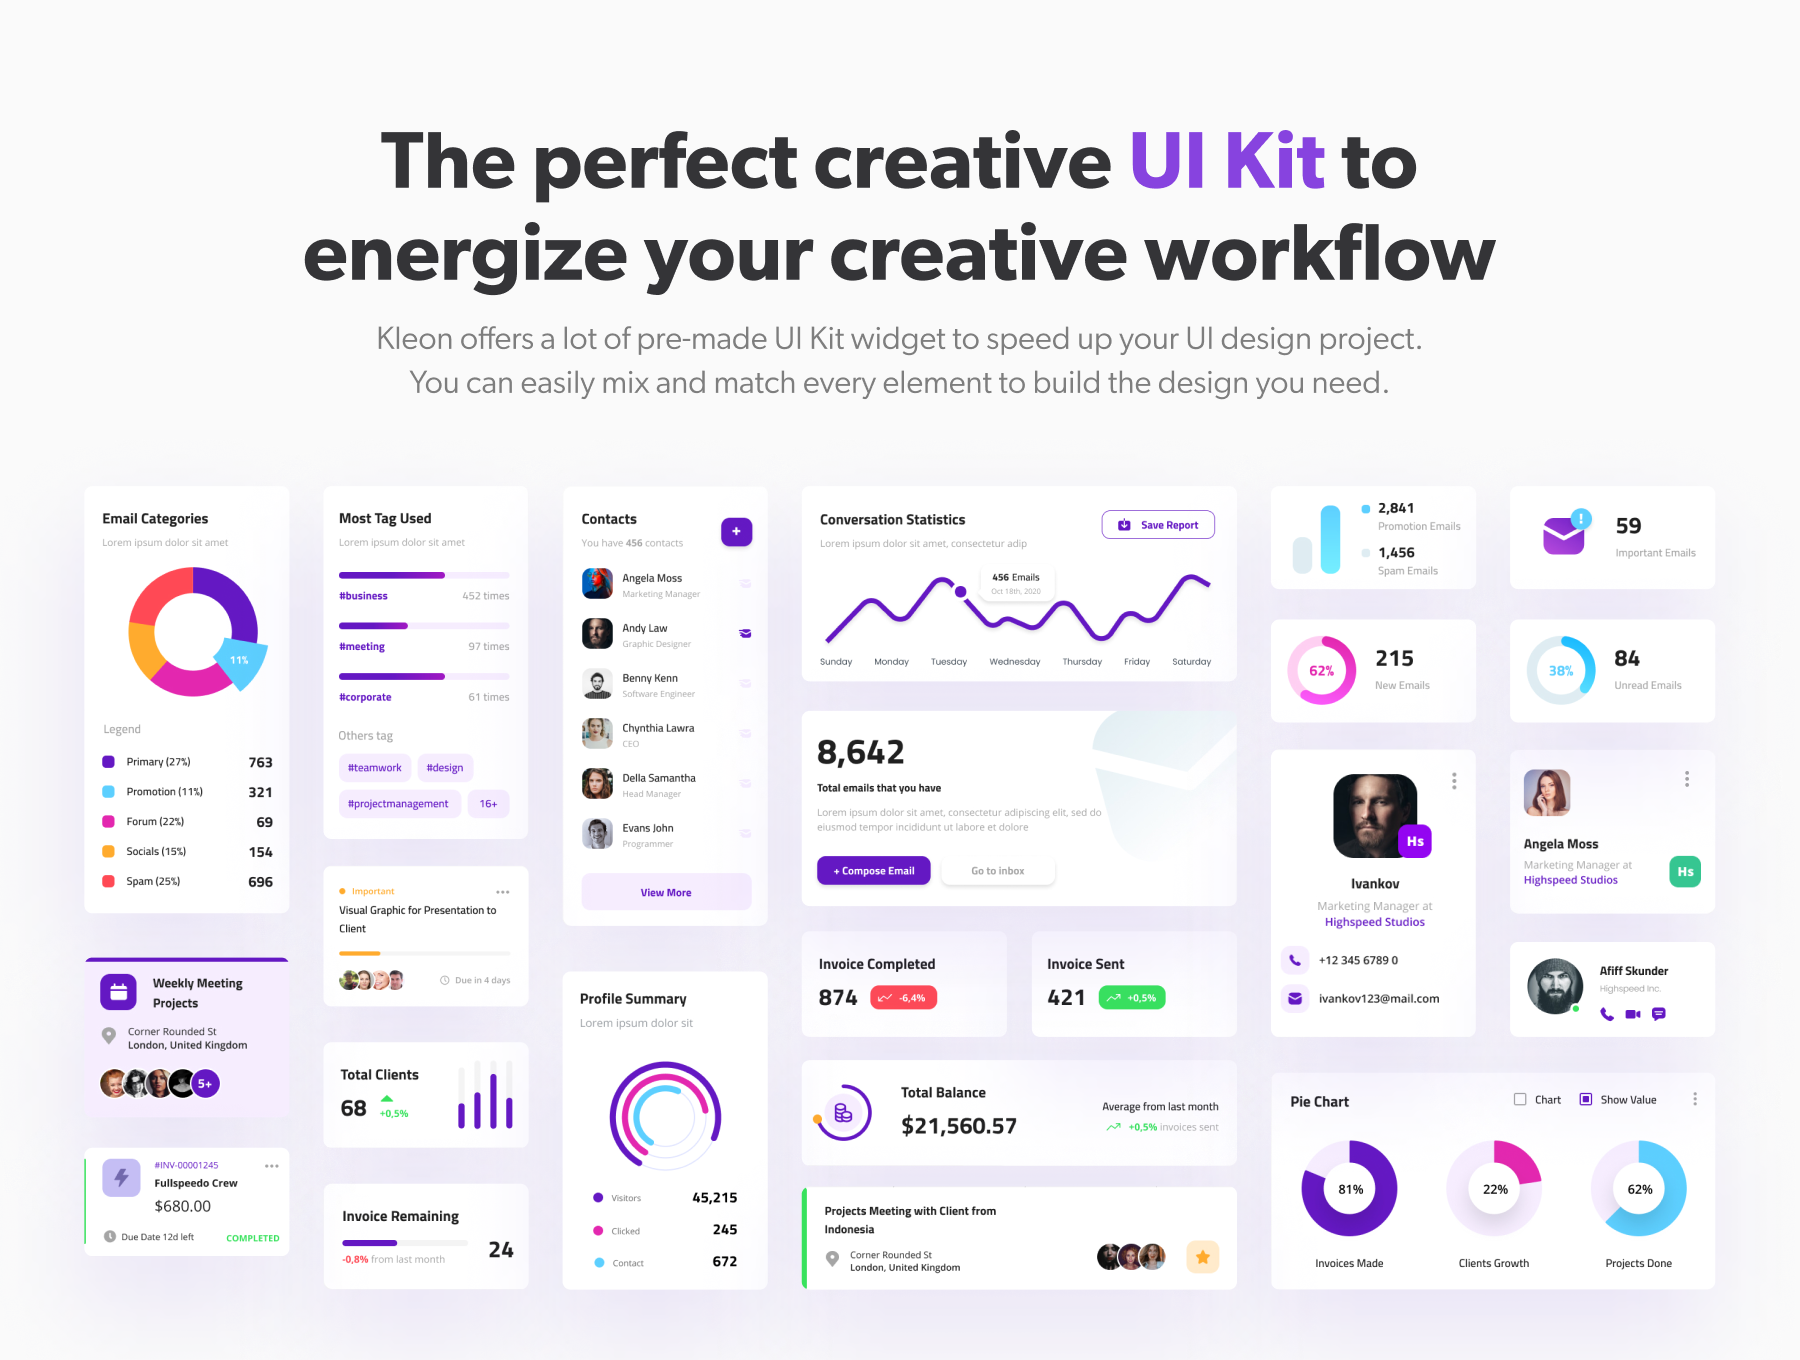 The perfect creative UI Kit to
energize your creative workflow
Kleon offers a lot of pre-made UI Kit widget to speed up your UI design project.
You can easily mix and match every element to build the design you need.
Email Categories
Lorem ipsum dolor sit amet
11%
Legend
Primary (27%) 763
Promotion (11%) 321
Forum (22%) 69
Socials (15%) 154
Spam (25%) 696
Weekly Meeting
Projects
Corner Rounded St
London, United Kingdom
5+
#INV-00001245
Fullspeedo Crew
$680.00
Due Date 12d left COMPLETED
Most Tag Used
Lorem ipsum dolor sit amet
#business 452 times
#meeting 97 times
#corporate 61 times
Others tag
#teamwork #design
#projectmanagement 16+
Important
Visual Graphic for Presentation to
Client
Due in 4 days
Total Clients
68 +0,5%
Invoice Remaining
-0,8% from last month
24
Contacts
You have 456 contacts
+
Angela Moss
Marketing Manager
Andy Law
Graphic Designer
Benny Kenn
Software Engineer
Chynthia Lawra
CEO
Della Samantha
Head Manager
Evans John
Programmer
View More
Profile Summary
Lorem ipsum dolor sit
Visitors 45,215
Clicked 245
Contact 672
Conversation Statistics
Lorem ipsum dolor sit amet, consectetur adip
Save Report
456 Emails
Oct 18th, 2020
Sunday Monday Tuesday Wednesday Thursday Friday Saturday
8,642
Total emails that you have
Lorem ipsum dolor sit amet, consectetur adipiscing elit, sed do
eiusmod tempor incididunt ut labore et dolore
+ Compose Email Go to inbox
Invoice Completed
874 -6,4%
Invoice Sent
421 +0,5%
Total Balance
$21,560.57
Average from last month
+0,5% invoices sent
Projects Meeting with Client from
Indonesia
Corner Rounded St
London, United Kingdom
2,841
Promotion Emails
1,456
Spam Emails
!
59
Important Emails
62%
215
New Emails
38%
84
Unread Emails
Hs
Ivankov
Marketing Manager at
Highspeed Studios
+12 345 6789 0
ivankov123@mail.com
Angela Moss
Marketing Manager at
Highspeed Studios
Hs
Afiff Skunder
Highspeed Inc.
Pie Chart
Chart Show Value
81% 22% 62%
Invoices Made Clients Growth Projects Done